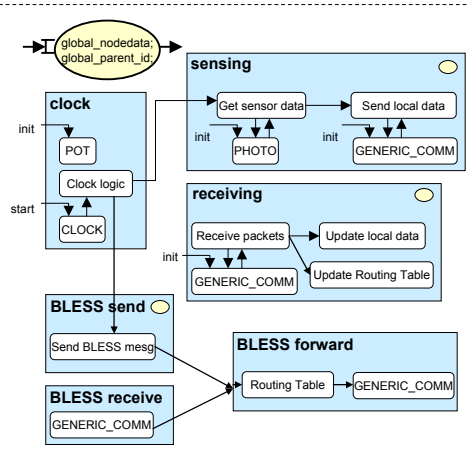 global_nodedata;
global_parent_id;
sensing
Get sensor data
Send local data
init
init
PHOTO
GENERIC_COMM
clock
init
POT
Clock logic
start
CLOCK
receiving
Receive packets
Update local data
init
GENERIC_COMM
Update Routing Table
BLESS send
Send BLESS mesg
BLESS forward
Routing Table
GENERIC_COMM
BLESS receive
GENERIC_COMM